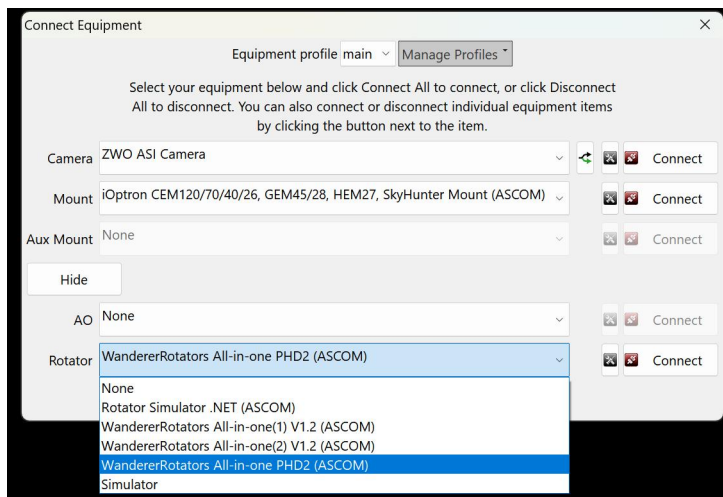 Connect Equipment
Equipment profile main Manage Profiles
Select your equipment below and click Connect All to connect, or click Disconnect
All to disconnect. You can also connect or disconnect individual equipment items
by clicking the button next to the item.
Camera ZWO ASI Camera Connect
Mount iOptron CEM120/70/40/26, GEM45/28, HEM27, SkyHunter Mount (ASCOM) Connect
Aux Mount None Connect
Hide
AO None Connect
Rotator WandererRotators All-in-one PHD2 (ASCOM) Connect
None
Rotator Simulator .NET (ASCOM)
WandererRotators All-in-one(1) V1.2 (ASCOM)
WandererRotators All-in-one(2) V1.2 (ASCOM)
WandererRotators All-in-one PHD2 (ASCOM)
Simulator